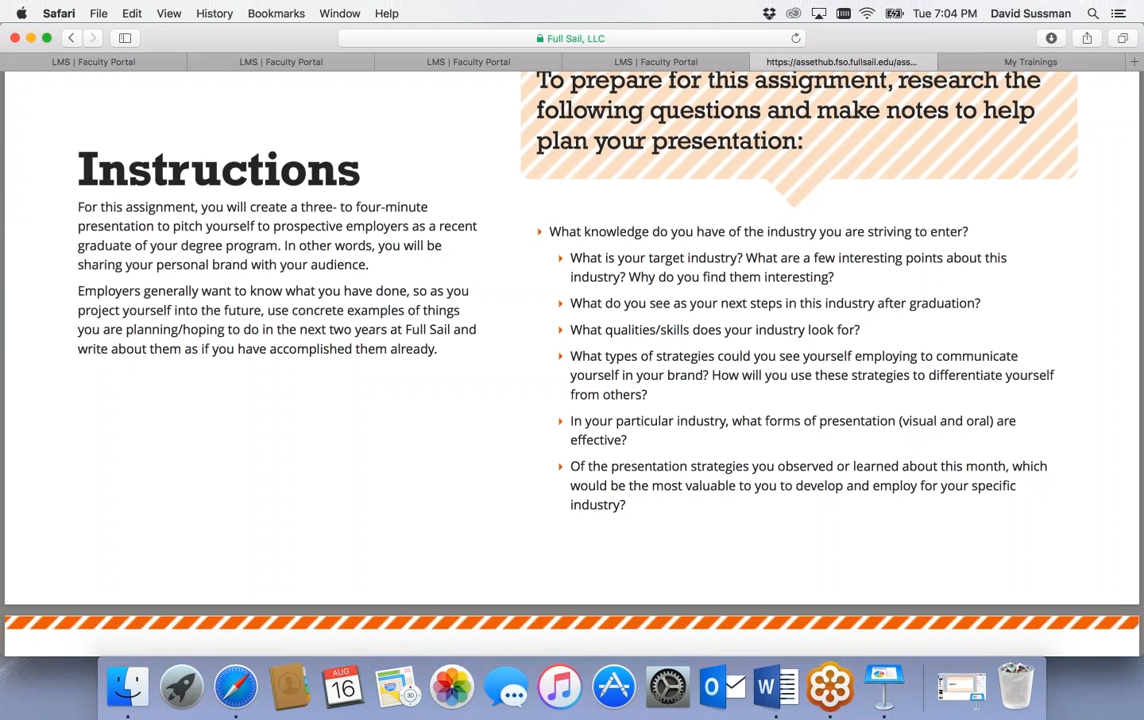 Safari File Edit View History Bookmarks Window Help Tue 7:04 PM David Sussman
Full Sail, LLC
LMS | Faculty Portal LMS | Faculty Portal LMS | Faculty Portal LMS | Faculty Portal https://assethub.fso.fullsail.edu/ass... My Trainings
To prepare for this assignment, research the
following questions and make notes to help
plan your presentation:
Instructions
For this assignment, you will create a three- to four-minute
presentation to pitch yourself to prospective employers as a recent
graduate of your degree program. In other words, you will be
sharing your personal brand with your audience.
Employers generally want to know what you have done, so as you
project yourself into the future, use concrete examples of things
you are planning/hoping to do in the next two years at Full Sail and
write about them as if you have accomplished them already.
What knowledge do you have of the industry you are striving to enter?
What is your target industry? What are a few interesting points about this
industry? Why do you find them interesting?
What do you see as your next steps in this industry after graduation?
What qualities/skills does your industry look for?
What types of strategies could you see yourself employing to communicate
yourself in your brand? How will you use these strategies to differentiate yourself
from others?
In your particular industry, what forms of presentation (visual and oral) are
effective?
Of the presentation strategies you observed or learned about this month, which
would be the most valuable to you to develop and employ for your specific
industry?
AUG
16